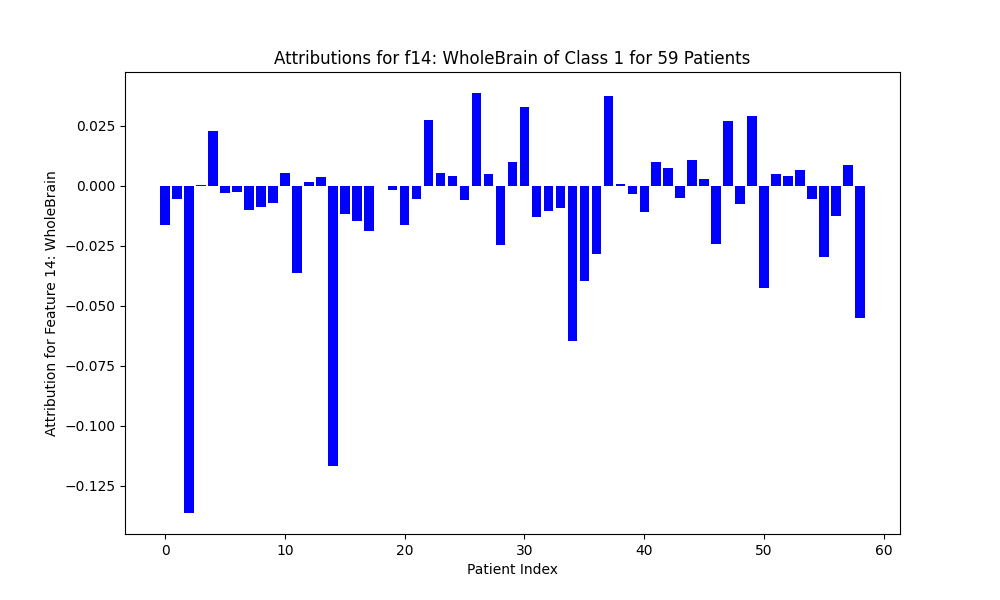 Attributions for f14: WholeBrain of Class 1 for 59 Patients
Attribution for Feature 14: WholeBrain
0.025
0.000
−0.025
−0.050
−0.075
−0.100
−0.125
0 10 20 30 40 50 60
Patient Index